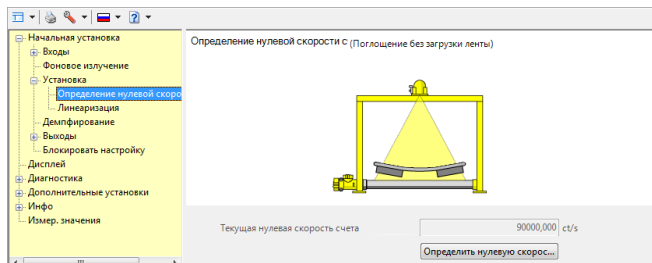 Начальная установка
Входы
Фоновое излучение
Установка
Определение нулевой скоро
Линеаризация
Демпфирование
Выходы
Блокировать настройку
Дисплей
Диагностика
Дополнительные установки
Инфо
Измер. значения
Определение нулевой скорости с (Поглощение без загрузки ленты)
Текущая нулевая скорость счета 90000,000 ct/s
Определить нулевую скорос...